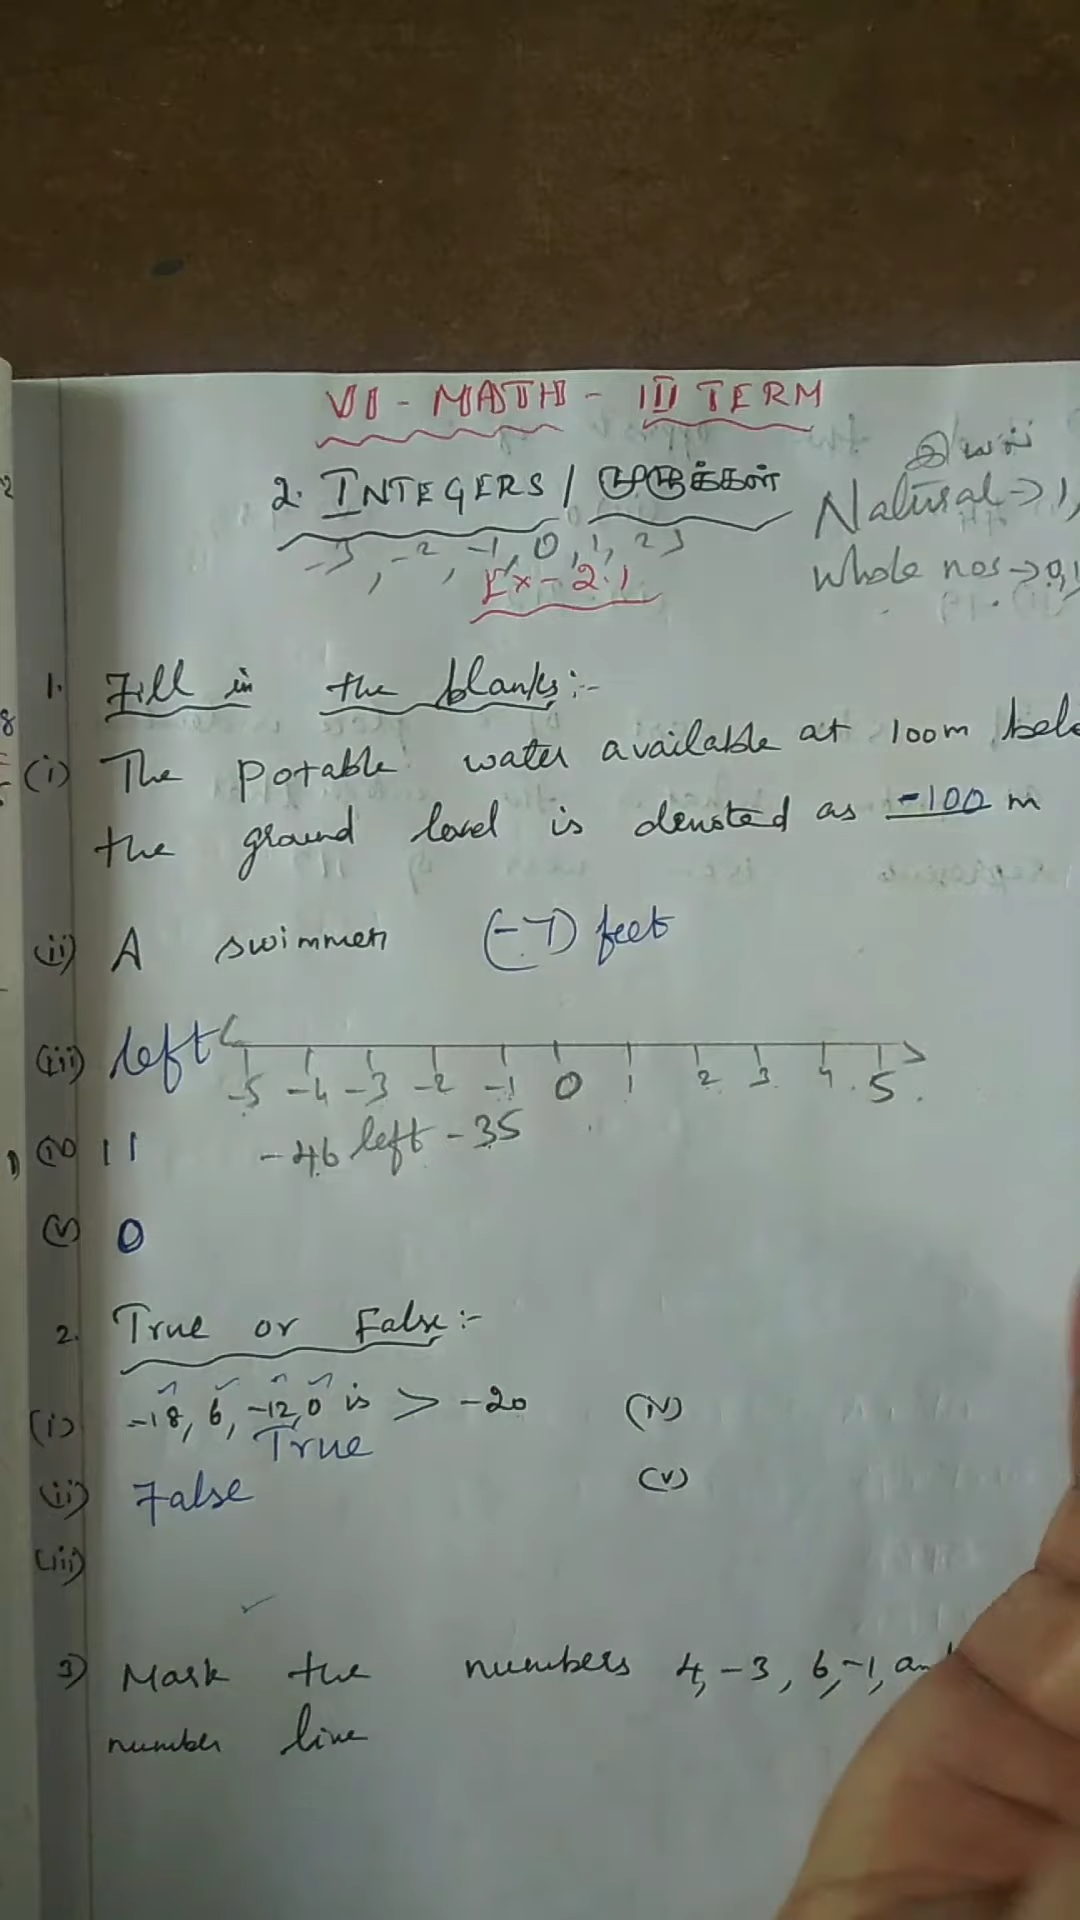 VI - MATH - III TERM
2. INTEGERS / முழுக்கள்
இயல்
Natural -> 1,
-3, -2, -1, 0, 1, 2, 3
Whole nos -> 0, 1
Ex - 2.1
1. Fill in the blanks :-
(i) The potable water available at 100m belo
the ground level is denoted as -100 m
(ii) A swimmer (-7) feet
(iii) left
-5 -4 -3 -2 -1 0 1 2 3 4 5
(iv) 11 -46 left -35
(v) 0
2. True or False :-
(i) -18, 6, -12, 0 is > -20 (iv)
True
(ii) False (v)
(iii)
3) Mark the numbers 4, -3, 6, -1, an
number line